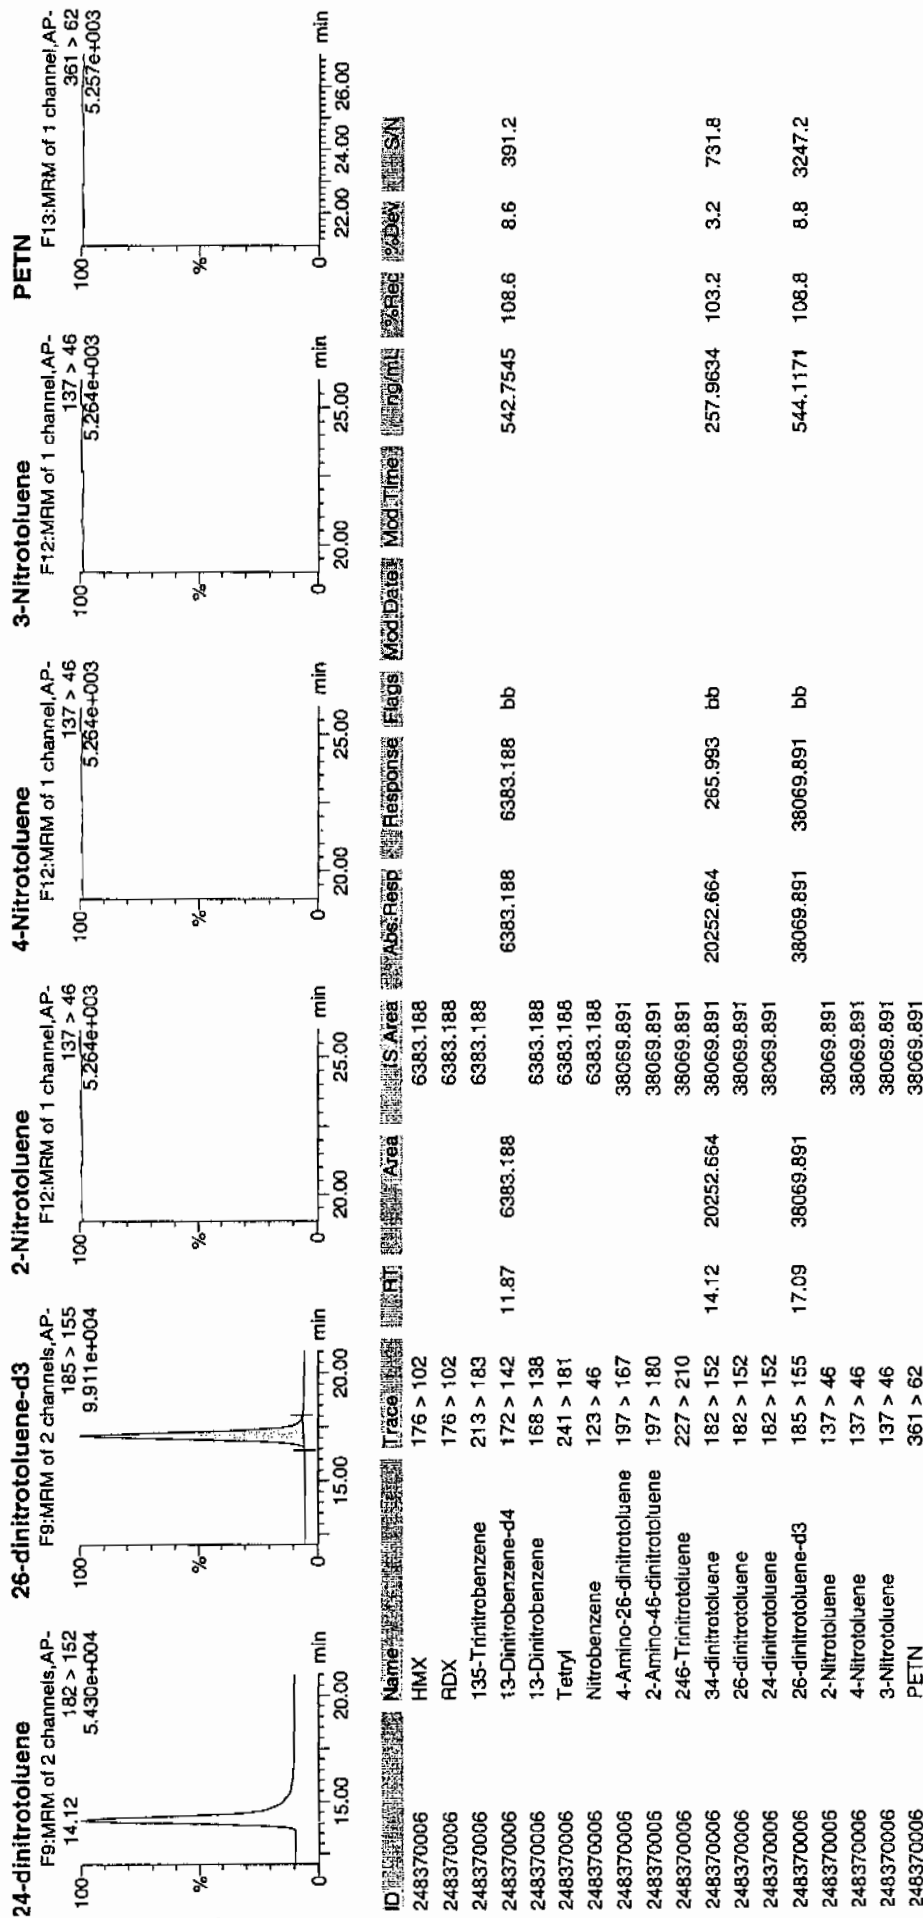 24-dinitrotoluene
F9:MRM of 2 channels,AP-
14.12 182 > 152
5.430e+004
100
%
0
15.00 20.00 min
26-dinitrotoluene-d3
F9:MRM of 2 channels,AP-
185 > 155
9.911e+004
100
%
0
15.00 20.00 min
2-Nitrotoluene
F12:MRM of 1 channel,AP-
137 > 46
5.264e+003
100
%
0
20.00 25.00 min
4-Nitrotoluene
F12:MRM of 1 channel,AP-
137 > 46
5.264e+003
100
%
0
20.00 25.00 min
3-Nitrotoluene
F12:MRM of 1 channel,AP-
137 > 46
5.264e+003
100
%
0
20.00 25.00 min
PETN
F13:MRM of 1 channel,AP-
361 > 62
5.257e+003
100
%
0
22.00 24.00 26.00 min
ID Name Trace RT Area IS Area Abs.Resp Response Flags Mod.Date Mod.Time ng/mL %Rec %Dev S/N
248370006 HMX 176 > 102 6383.188
248370006 RDX 176 > 102 6383.188
248370006 135-Trinitrobenzene 213 > 183 6383.188
248370006 13-Dinitrobenzene-d4 172 > 142 11.87 6383.188 6383.188 6383.188 bb 542.7545 108.6 8.6 391.2
248370006 13-Dinitrobenzene 168 > 138 6383.188
248370006 Tetryl 241 > 181 6383.188
248370006 Nitrobenzene 123 > 46 6383.188
248370006 4-Amino-26-dinitrotoluene 197 > 167 38069.891
248370006 2-Amino-46-dinitrotoluene 197 > 180 38069.891
248370006 246-Trinitrotoluene 227 > 210 38069.891
248370006 34-dinitrotoluene 182 > 152 14.12 20252.664 38069.891 20252.664 265.993 bb 257.9634 103.2 3.2 731.8
248370006 26-dinitrotoluene 182 > 152 38069.891
248370006 24-dinitrotoluene 182 > 152 38069.891
248370006 26-dinitrotoluene-d3 185 > 155 17.09 38069.891 38069.891 38069.891 bb 544.1171 108.8 8.8 3247.2
248370006 2-Nitrotoluene 137 > 46 38069.891
248370006 4-Nitrotoluene 137 > 46 38069.891
248370006 3-Nitrotoluene 137 > 46 38069.891
248370006 PETN 361 > 62 38069.891